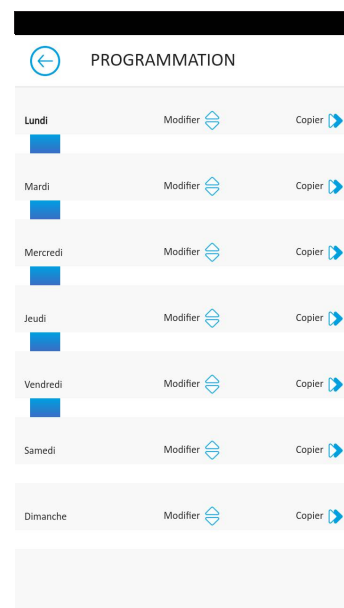 PROGRAMMATION
Lundi Modifier Copier
Mardi Modifier Copier
Mercredi Modifier Copier
Jeudi Modifier Copier
Vendredi Modifier Copier
Samedi Modifier Copier
Dimanche Modifier Copier